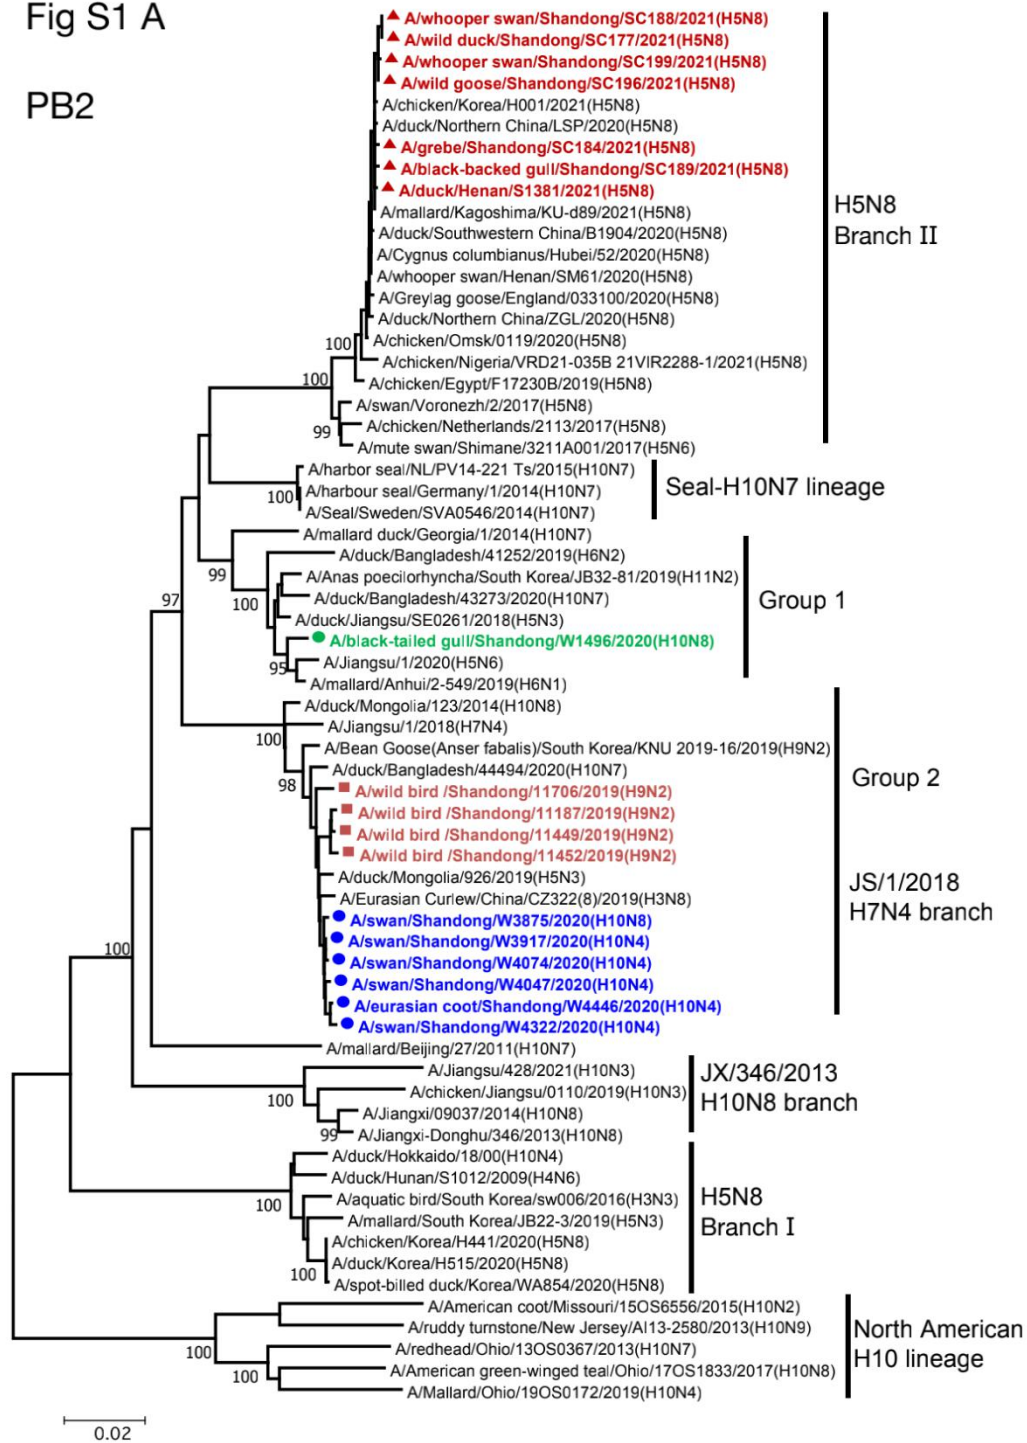 Fig S1 A
PB2
A/whooper swan/Shandong/SC188/2021(H5N8)
A/wild duck/Shandong/SC177/2021(H5N8)
A/whooper swan/Shandong/SC199/2021(H5N8)
A/wild goose/Shandong/SC196/2021(H5N8)
A/chicken/Korea/H001/2021(H5N8)
A/duck/Northern China/LSP/2020(H5N8)
A/grebe/Shandong/SC184/2021(H5N8)
A/black-backed gull/Shandong/SC189/2021(H5N8)
A/duck/Henan/S1381/2021(H5N8)
A/mallard/Kagoshima/KU-d89/2021(H5N8)
A/duck/Southwestern China/B1904/2020(H5N8)
A/Cygnus columbianus/Hubei/52/2020(H5N8)
A/whooper swan/Henan/SM61/2020(H5N8)
A/Greylag goose/England/033100/2020(H5N8)
A/duck/Northern China/ZGL/2020(H5N8)
A/chicken/Omsk/0119/2020(H5N8)
A/chicken/Nigeria/VRD21-035B 21VIR2288-1/2021(H5N8)
A/chicken/Egypt/F17230B/2019(H5N8)
A/swan/Voronezh/2/2017(H5N8)
A/chicken/Netherlands/2113/2017(H5N8)
A/mute swan/Shimane/3211A001/2017(H5N6)
100
100
99
H5N8
Branch II
A/harbor seal/NL/PV14-221 Ts/2015(H10N7)
A/harbour seal/Germany/1/2014(H10N7)
A/Seal/Sweden/SVA0546/2014(H10N7)
100
Seal-H10N7 lineage
A/mallard duck/Georgia/1/2014(H10N7)
A/duck/Bangladesh/41252/2019(H6N2)
A/Anas poecilorhyncha/South Korea/JB32-81/2019(H11N2)
A/duck/Bangladesh/43273/2020(H10N7)
A/duck/Jiangsu/SE0261/2018(H5N3)
A/black-tailed gull/Shandong/W1496/2020(H10N8)
A/Jiangsu/1/2020(H5N6)
A/mallard/Anhui/2-549/2019(H6N1)
99
100
95
97
Group 1
A/duck/Mongolia/123/2014(H10N8)
A/Jiangsu/1/2018(H7N4)
A/Bean Goose(Anser fabalis)/South Korea/KNU 2019-16/2019(H9N2)
A/duck/Bangladesh/44494/2020(H10N7)
A/wild bird /Shandong/11706/2019(H9N2)
A/wild bird /Shandong/11187/2019(H9N2)
A/wild bird /Shandong/11449/2019(H9N2)
A/wild bird /Shandong/11452/2019(H9N2)
A/duck/Mongolia/926/2019(H5N3)
A/Eurasian Curlew/China/CZ322(8)/2019(H3N8)
A/swan/Shandong/W3875/2020(H10N8)
A/swan/Shandong/W3917/2020(H10N4)
A/swan/Shandong/W4074/2020(H10N4)
A/swan/Shandong/W4047/2020(H10N4)
A/eurasian coot/Shandong/W4446/2020(H10N4)
A/swan/Shandong/W4322/2020(H10N4)
100
98
Group 2
JS/1/2018
H7N4 branch
A/mallard/Beijing/27/2011(H10N7)
100
A/Jiangsu/428/2021(H10N3)
A/chicken/Jiangsu/0110/2019(H10N3)
A/Jiangxi/09037/2014(H10N8)
A/Jiangxi-Donghu/346/2013(H10N8)
100
99
JX/346/2013
H10N8 branch
A/duck/Hokkaido/18/00(H10N4)
A/duck/Hunan/S1012/2009(H4N6)
A/aquatic bird/South Korea/sw006/2016(H3N3)
A/mallard/South Korea/JB22-3/2019(H5N3)
A/chicken/Korea/H441/2020(H5N8)
A/duck/Korea/H515/2020(H5N8)
A/spot-billed duck/Korea/WA854/2020(H5N8)
100
100
H5N8
Branch I
A/American coot/Missouri/15OS6556/2015(H10N2)
A/ruddy turnstone/New Jersey/AI13-2580/2013(H10N9)
A/redhead/Ohio/13OS0367/2013(H10N7)
A/American green-winged teal/Ohio/17OS1833/2017(H10N8)
A/Mallard/Ohio/19OS0172/2019(H10N4)
100
100
North American
H10 lineage
0.02